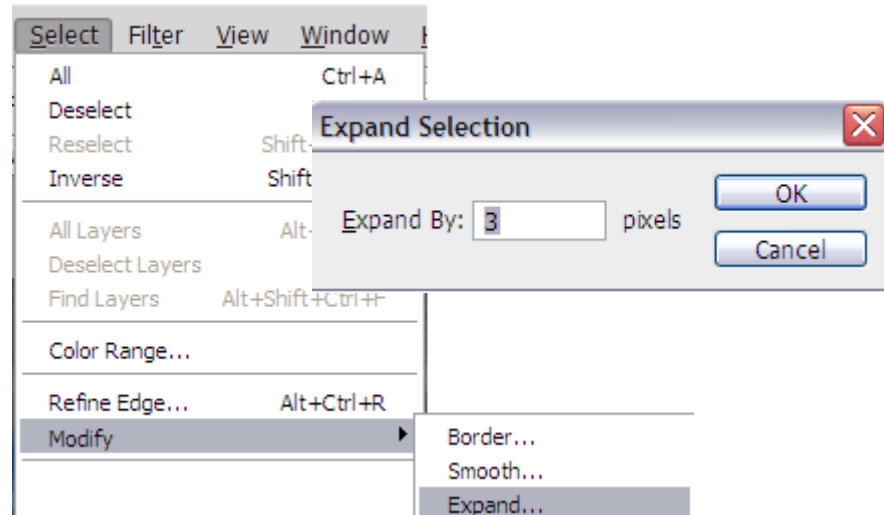 Select Filter View Window
All Ctrl+A
Deselect
Reselect Shift-
Inverse Shift
All Layers Alt-
Deselect Layers
Find Layers Alt+Shift+Ctrl+F
Color Range...
Refine Edge... Alt+Ctrl+R
Modify
Border...
Smooth...
Expand...
Expand Selection
Expand By: 3 pixels
OK
Cancel